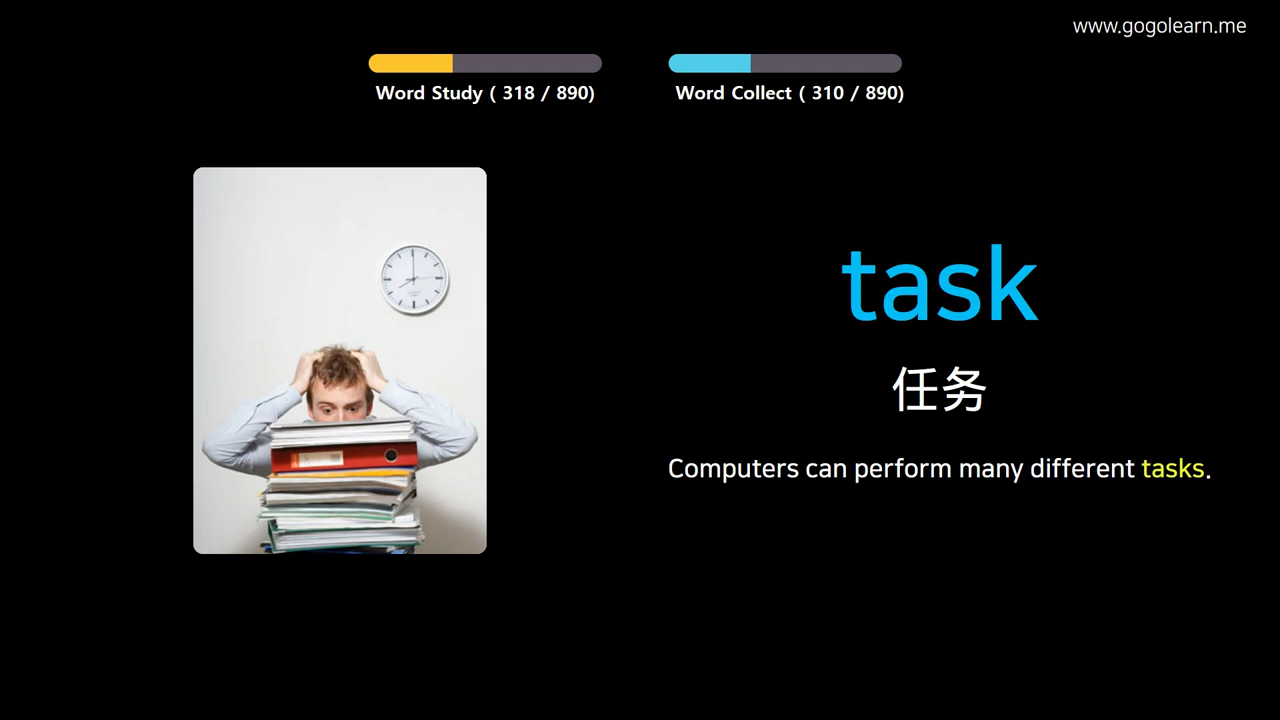 www.gogolearn.me
Word Study ( 318 / 890)
Word Collect ( 310 / 890)
task
任务
Computers can perform many different tasks.